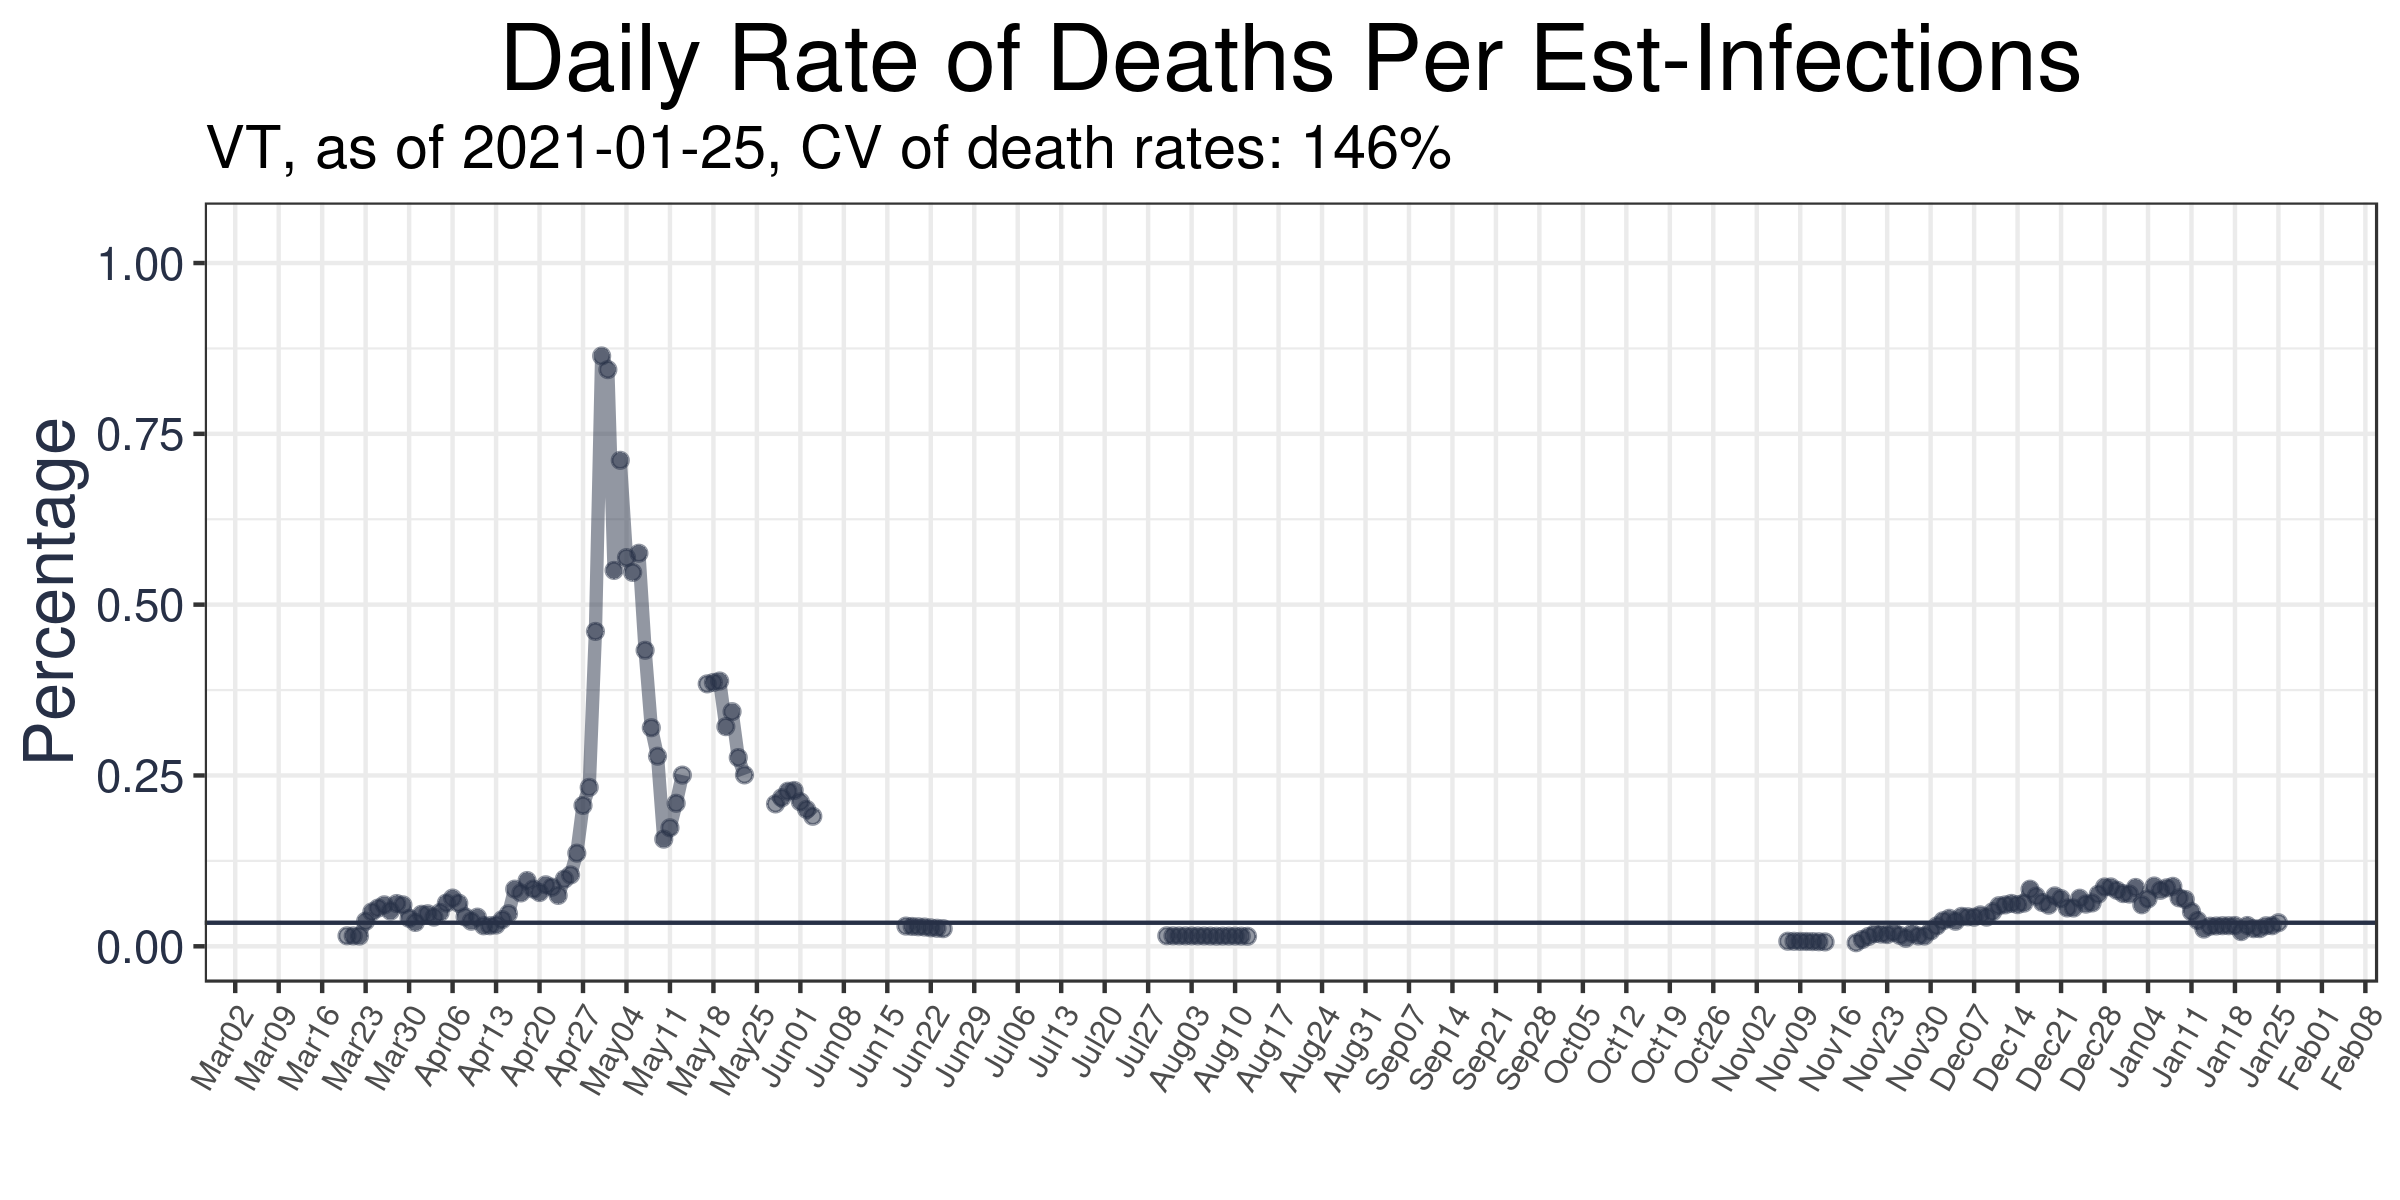 Daily Rate of Deaths Per Est-Infections
VT, as of 2021-01-25, CV of death rates: 146%
Percentage
1.00
0.75
0.50
0.25
0.00
Mar02 Mar09 Mar16 Mar23 Mar30 Apr06 Apr13 Apr20 Apr27 May04 May11 May18 May25 Jun01 Jun08 Jun15 Jun22 Jun29 Jul06 Jul13 Jul20 Jul27 Aug03 Aug10 Aug17 Aug24 Aug31 Sep07 Sep14 Sep21 Sep28 Oct05 Oct12 Oct19 Oct26 Nov02 Nov09 Nov16 Nov23 Nov30 Dec07 Dec14 Dec21 Dec28 Jan04 Jan11 Jan18 Jan25 Feb01 Feb08